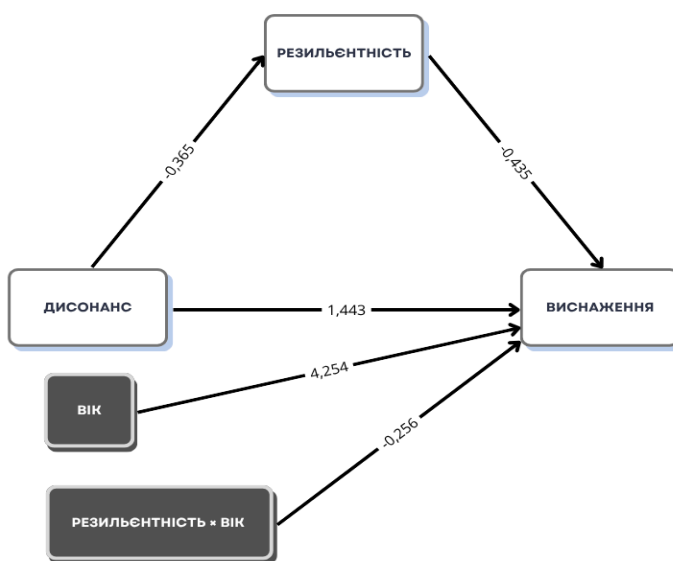 РЕЗИЛЬЄНТНІСТЬ
-0,365
-0,435
ДИСОНАНС
1,443
ВИСНАЖЕННЯ
4,254
ВІК
-0,256
РЕЗИЛЬЄНТНІСТЬ × ВІК